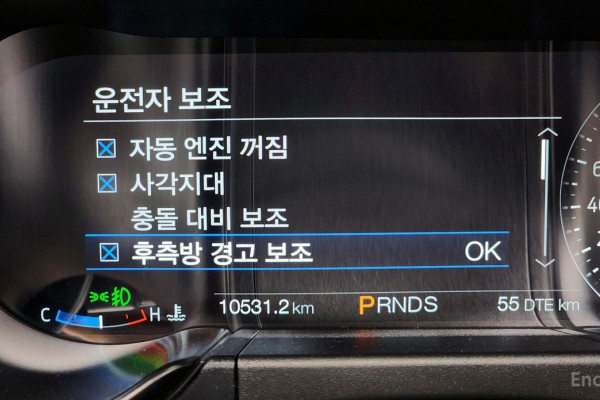 운전자 보조
자동 엔진 꺼짐
사각지대
충돌 대비 보조
후측방 경고 보조 OK
C H
10531.2 km PRNDS 55 DTE km